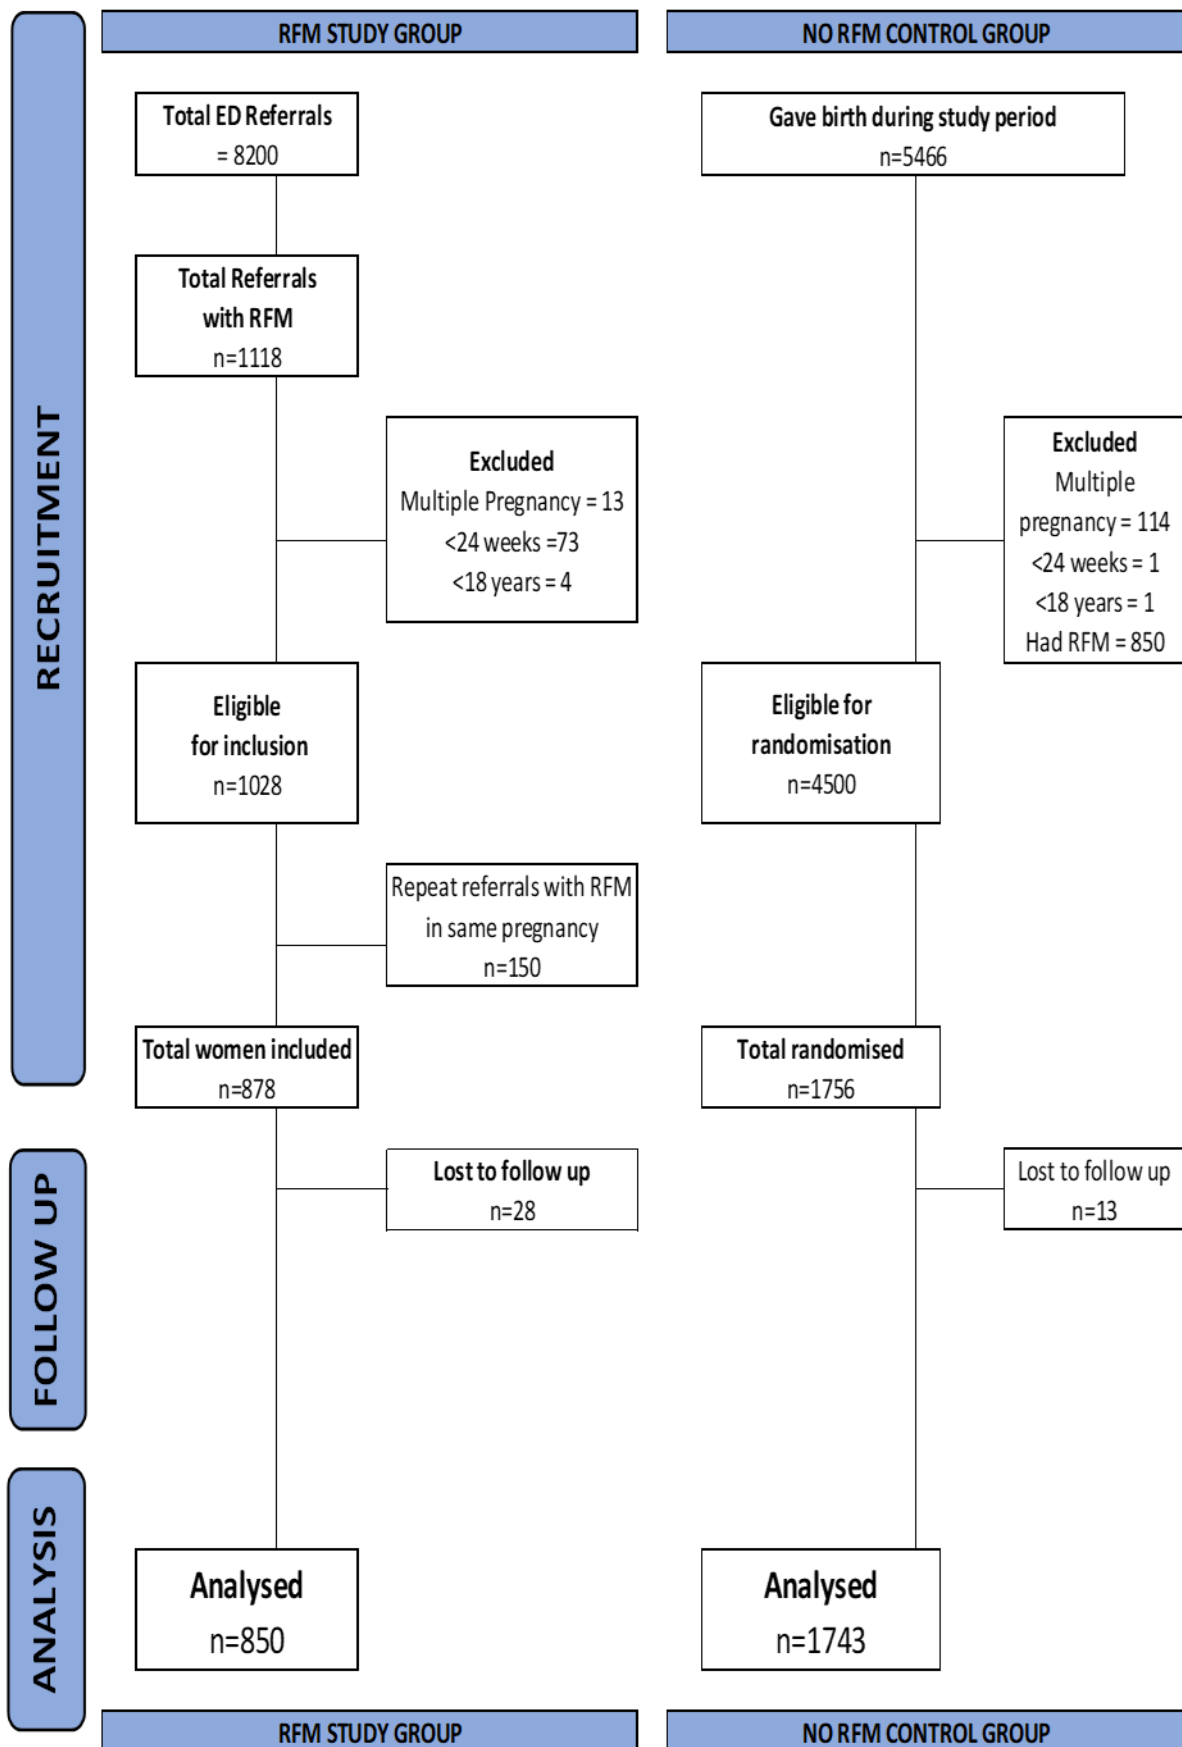 RFM STUDY GROUP
NO RFM CONTROL GROUP
RECRUITMENT
Total ED Referrals
= 8200
Gave birth during study period
n=5466
Total Referrals
with RFM
n=1118
Excluded
Multiple Pregnancy = 13
<24 weeks =73
<18 years = 4
Excluded
Multiple
pregnancy = 114
<24 weeks = 1
<18 years = 1
Had RFM = 850
Eligible
for inclusion
n=1028
Eligible for
randomisation
n=4500
Repeat referrals with RFM
in same pregnancy
n=150
Total women included
n=878
Total randomised
n=1756
FOLLOW UP
Lost to follow up
n=28
Lost to follow up
n=13
ANALYSIS
Analysed
n=850
Analysed
n=1743
RFM STUDY GROUP
NO RFM CONTROL GROUP